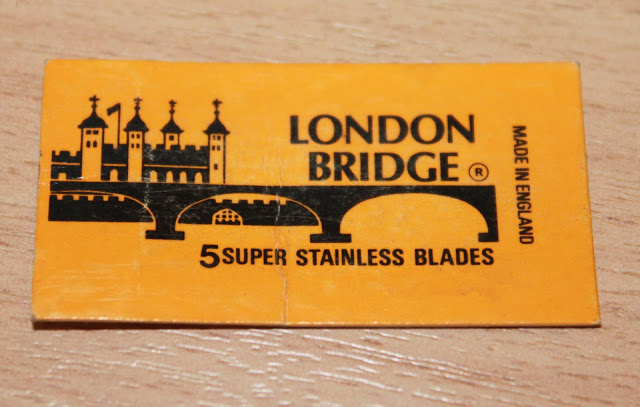 LONDON
BRIDGE ®
MADE IN ENGLAND
5 SUPER STAINLESS BLADES